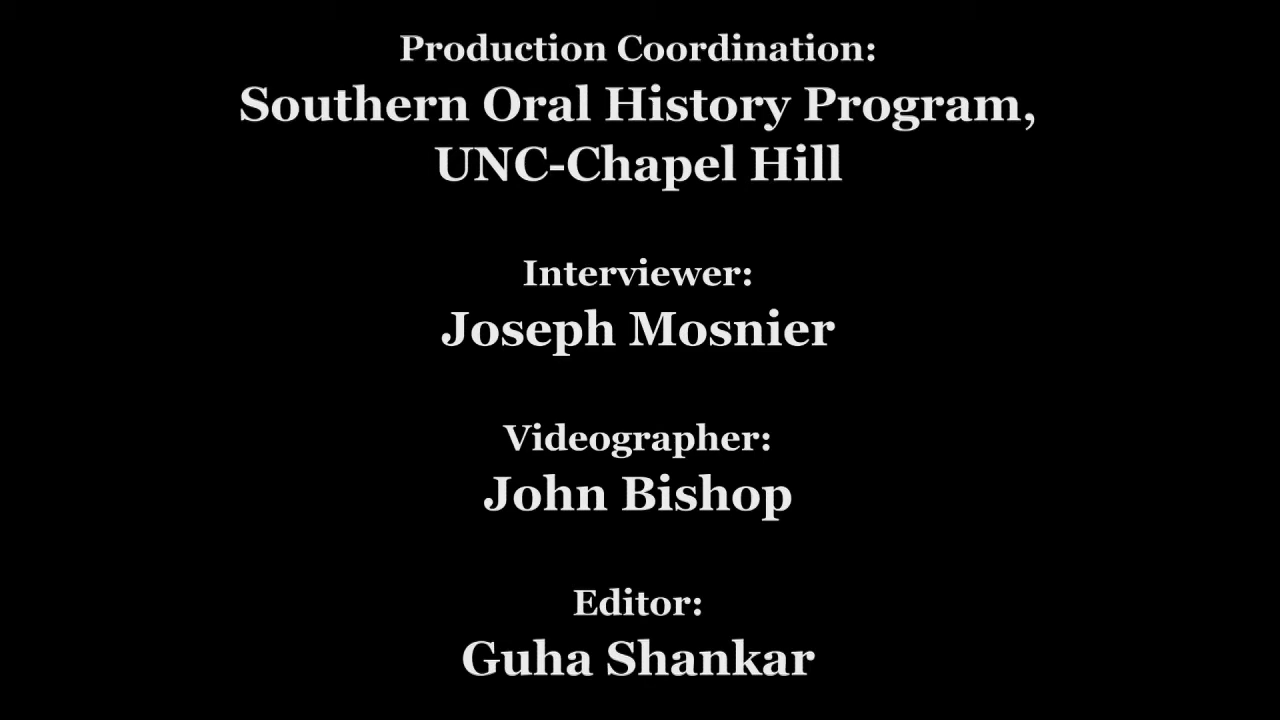 Production Coordination:
Southern Oral History Program,
UNC-Chapel Hill
Interviewer:
Joseph Mosnier
Videographer:
John Bishop
Editor:
Guha Shankar